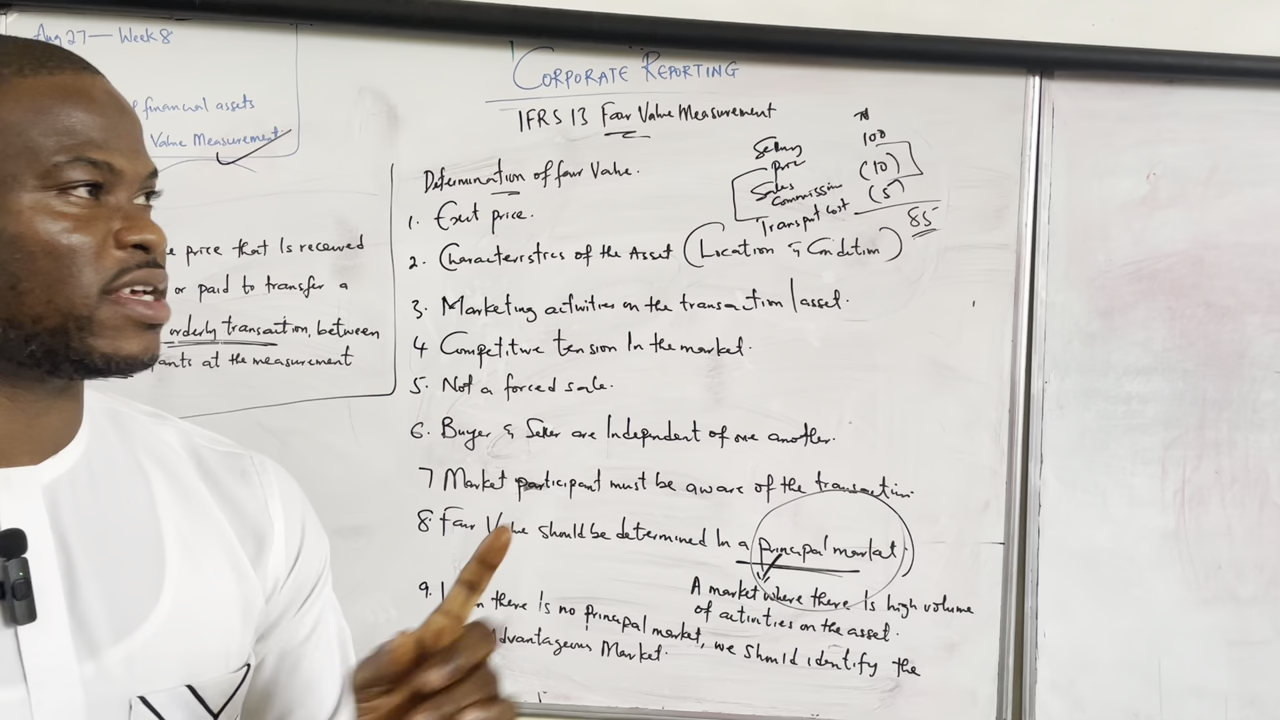 Aug 27 — Week 8
financial assets
Value Measurement
price that is received
or paid to transfer a
orderly transaction, between
at the measurement
CORPORATE REPORTING
IFRS 13 Fair Value Measurement
Determination of fair Value.
1. Exit price.
2. Characteristics of the Asset (Location & Condition)
3. Marketing activities on the transaction / asset.
4 Competitive tension in the market.
5. Not a forced sale.
6. Buyer & Seller are Independent of one another.
7 Market participant must be aware of the transaction.
8. Fair Value should be determined in a principal market.
A market where there is high volume
of activities on the asset.
9. there is no principal market, we should identify the
Advantageous Market.
N
Selling Price 100
Sales Commission (10)
Transport cost (5)
85